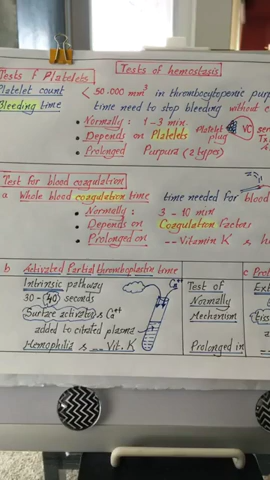 Tests of hemostasis
Tests f Platelets
Platelet count < 50.000 mm³ in thrombocytopenic purp
Bleeding time time need to stop bleeding without c
• Normally: 1-3 min.
• Depends on Platelets Platelet plug VC
• Prolonged Purpura (2 types)
Test for blood coagulation
a Whole blood coagulation time time needed for blood
• Normally: 3-10 min
• Depends on Coagulation factors
• Prolonged on -- Vitamin K &
b Activated Partial thromboplastin time
Intrinsic pathway
30-40 seconds
Surface activator & Ca++
added to citrated plasma
Hemophilia & -- Vit. K
Ca++
Test of
Normally
Mechanism
Prolonged in
c Pro
Ext